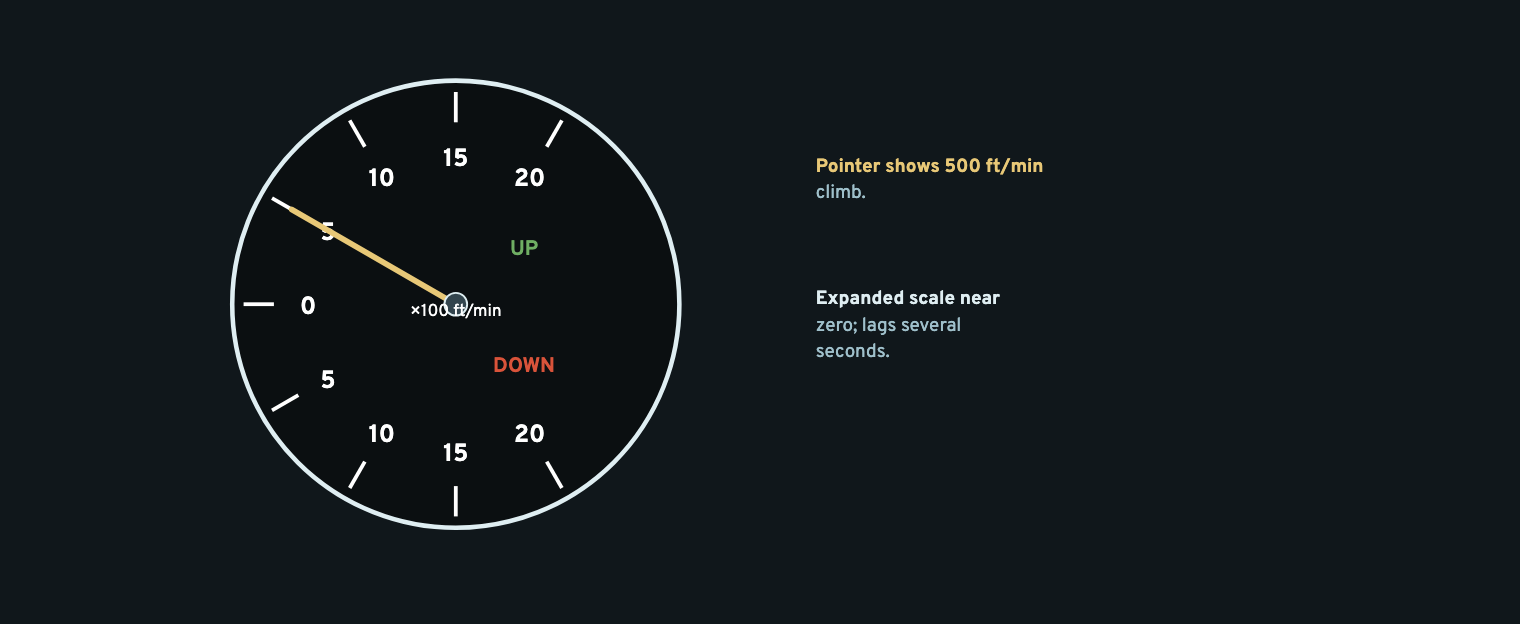 15
10
20
5
UP
0
×100 ft/min
DOWN
5
10
20
15
Pointer shows 500 ft/min
climb.
Expanded scale near
zero; lags several
seconds.